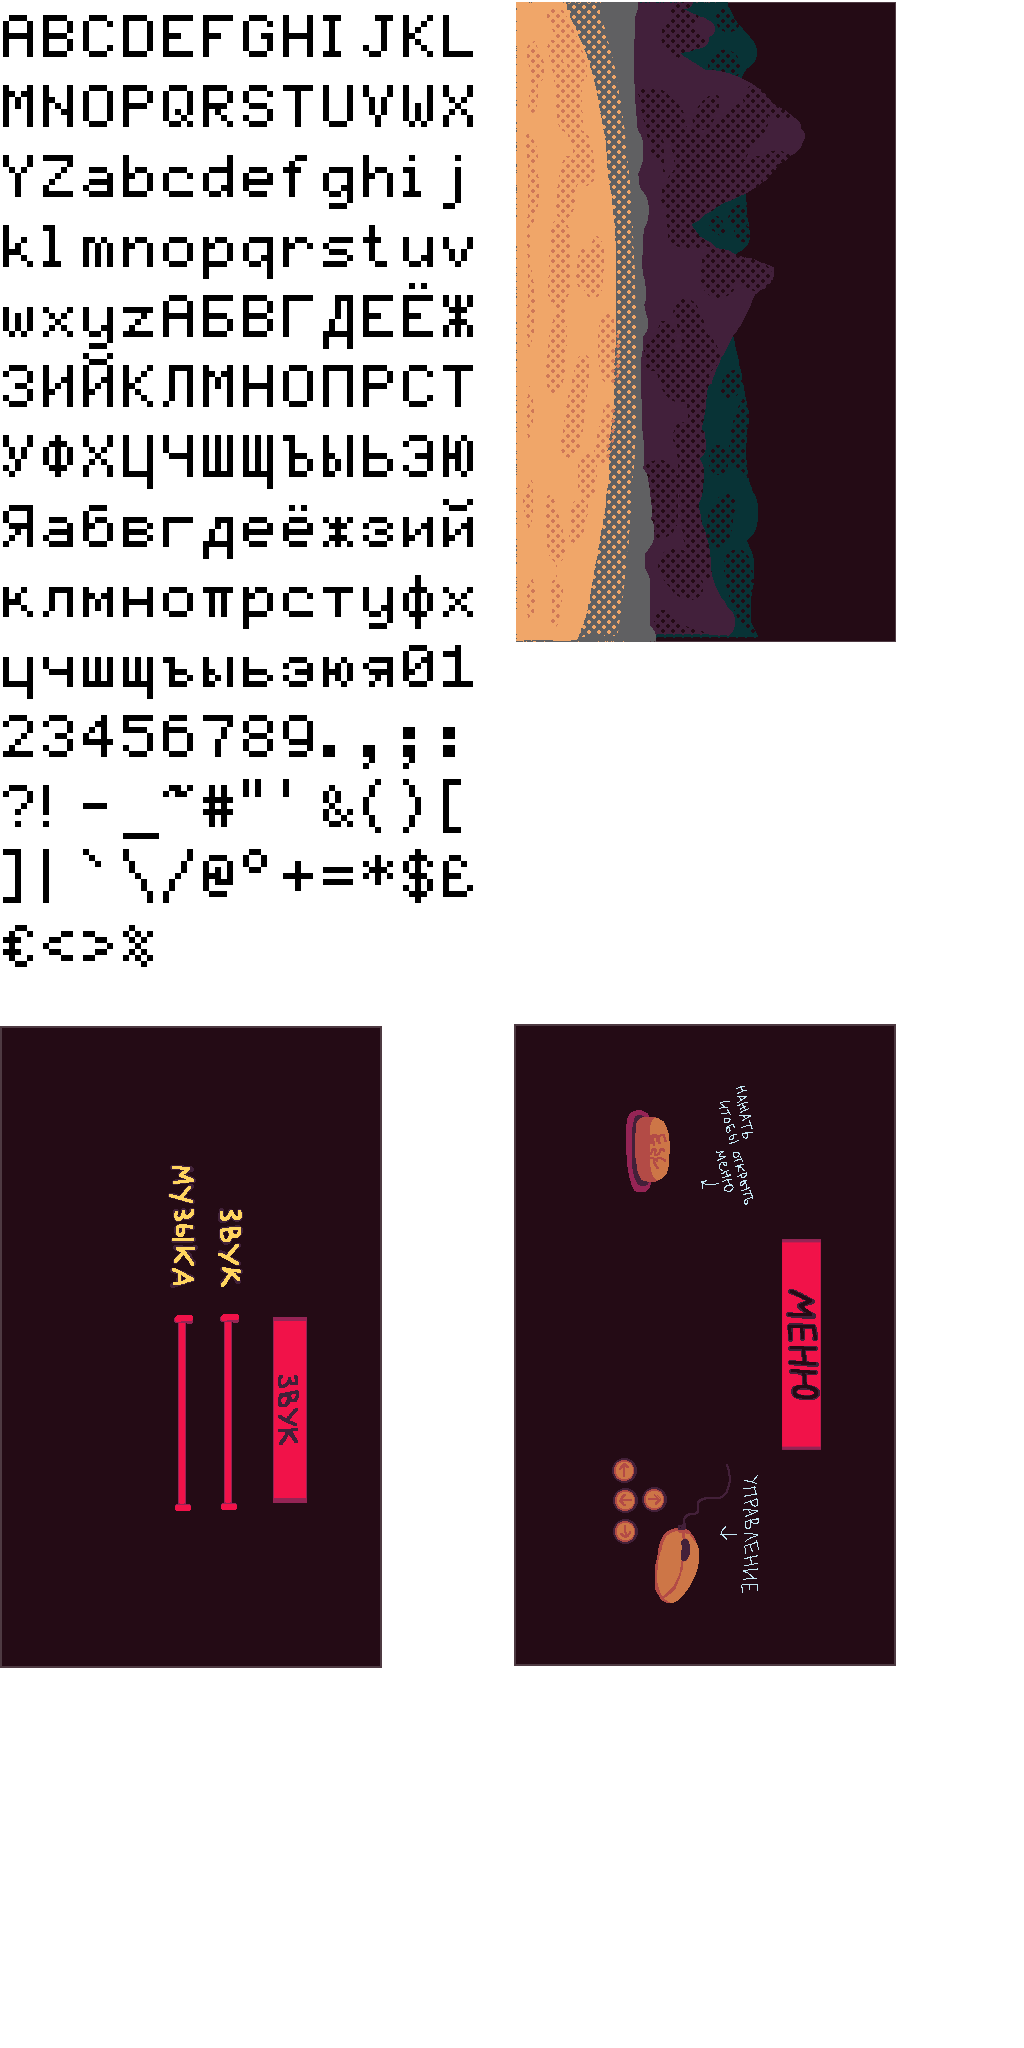 ABCDEFGHIJKL
MNOPQRSTUVWX
YZabcdefghij
klmnopqrstuv
wxyzАБВГДЕЁЖ
ЗИЙКЛМНОПРСТ
УФХЦЧШЩЪЫЬЭЮ
Яабвгдеёжзий
клмнопрстуфх
цчшщъыьэюя01
23456789.,;:
?!-_~#"'&()[
]|`\/@°+=*$£
€<>%
ЗВУК
ЗВУК
МУЗЫКА
МЕНЮ
НАЖАТЬ
ЧТОБЫ ОТКРЫТЬ
МЕНЮ
ESC
УПРАВЛЕНИЕ